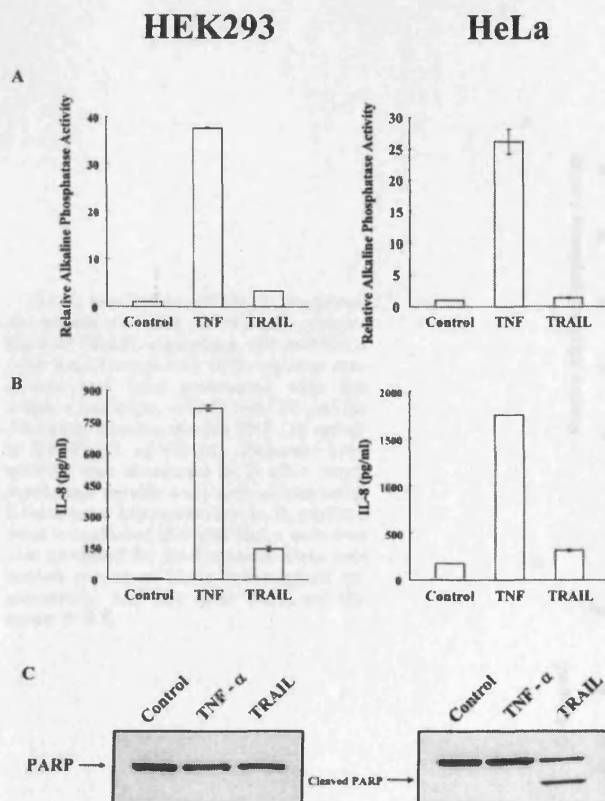 HEK293 HeLa
A
Relative Alkaline Phosphatase Activity
40
30
20
10
0
Control TNF TRAIL
Relative Alkaline Phosphatase Activity
30
25
20
15
10
5
0
Control TNF TRAIL
B
IL-8 (pg/ml)
900
750
600
450
300
150
0
Control TNF TRAIL
IL-8 (pg/ml)
2000
1500
1000
500
0
Control TNF TRAIL
C
Control TNF - α TRAIL
PARP
Control TNF - α TRAIL
Cleaved PARP